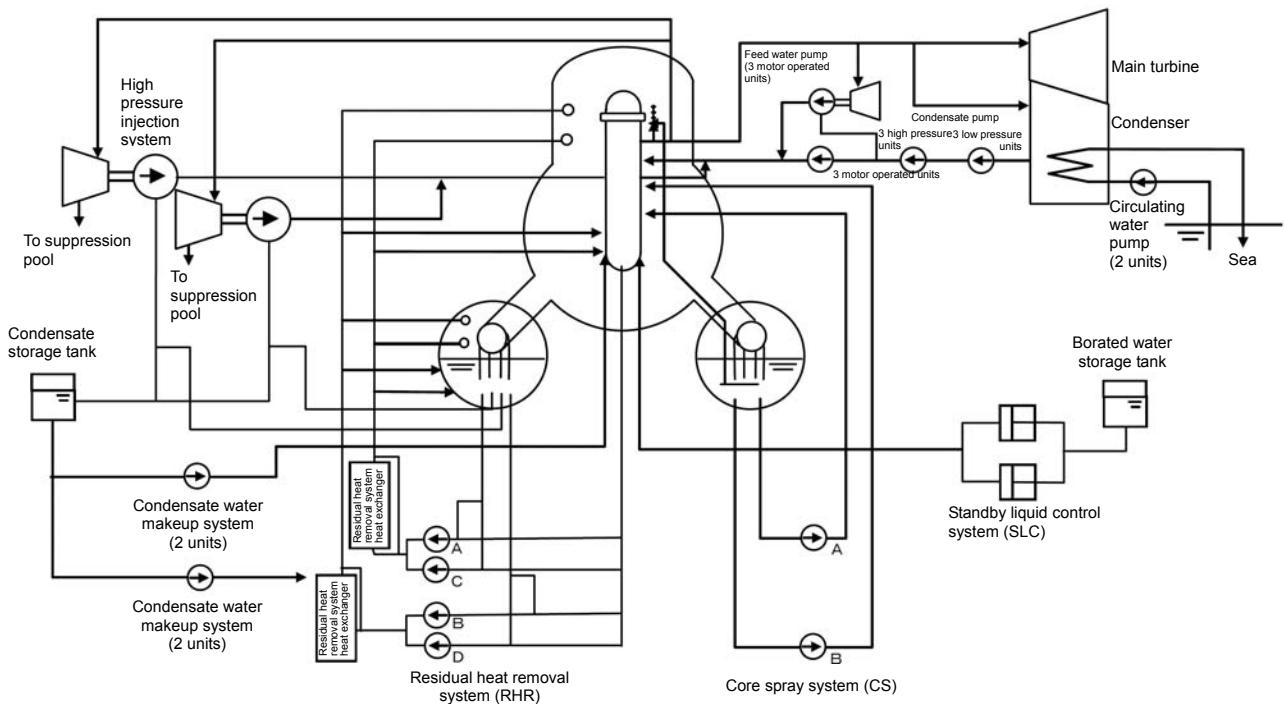 High
pressure
injection
system
Feed water pump
(3 motor operated
units)
Main turbine
Condensate pump
3 high pressure
units
3 low pressure
units
Condenser
3 motor operated units
Circulating
water
pump
(2 units)
Sea
To suppression
pool
To
suppression
pool
Condensate
storage tank
Borated water
storage tank
Residual heat
removal system
heat exchanger
Residual heat
removal system
heat exchanger
Condensate water
makeup system
(2 units)
Condensate water
makeup system
(2 units)
A
C
B
D
A
B
Standby liquid control
system (SLC)
Residual heat removal
system (RHR)
Core spray system (CS)